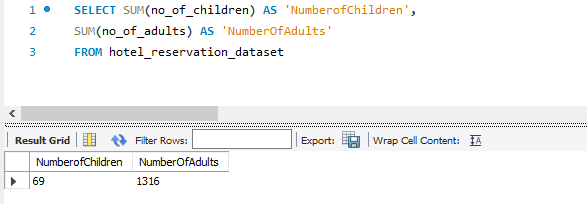 1 SELECT SUM(no_of_children) AS 'NumberofChildren',
2 SUM(no_of_adults) AS 'NumberOfAdults'
3 FROM hotel_reservation_dataset
Result Grid Filter Rows: Export: Wrap Cell Content:
NumberofChildren NumberOfAdults
69 1316